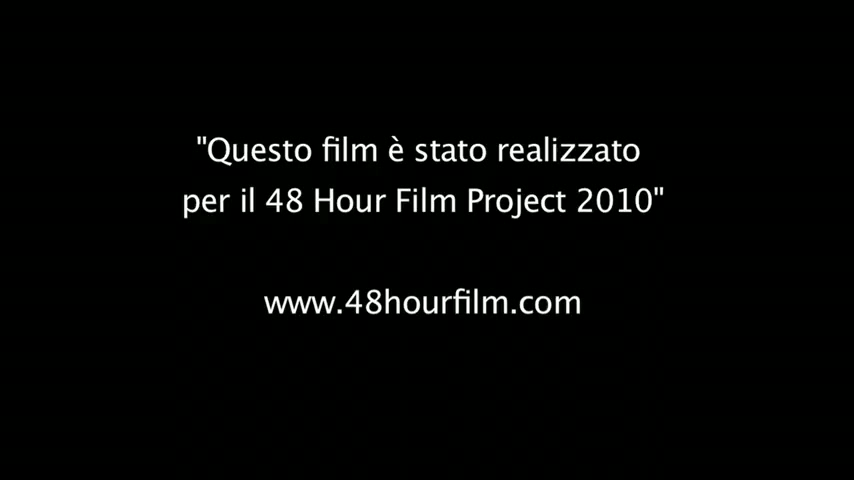 "Questo film è stato realizzato
per il 48 Hour Film Project 2010"
www.48hourfilm.com